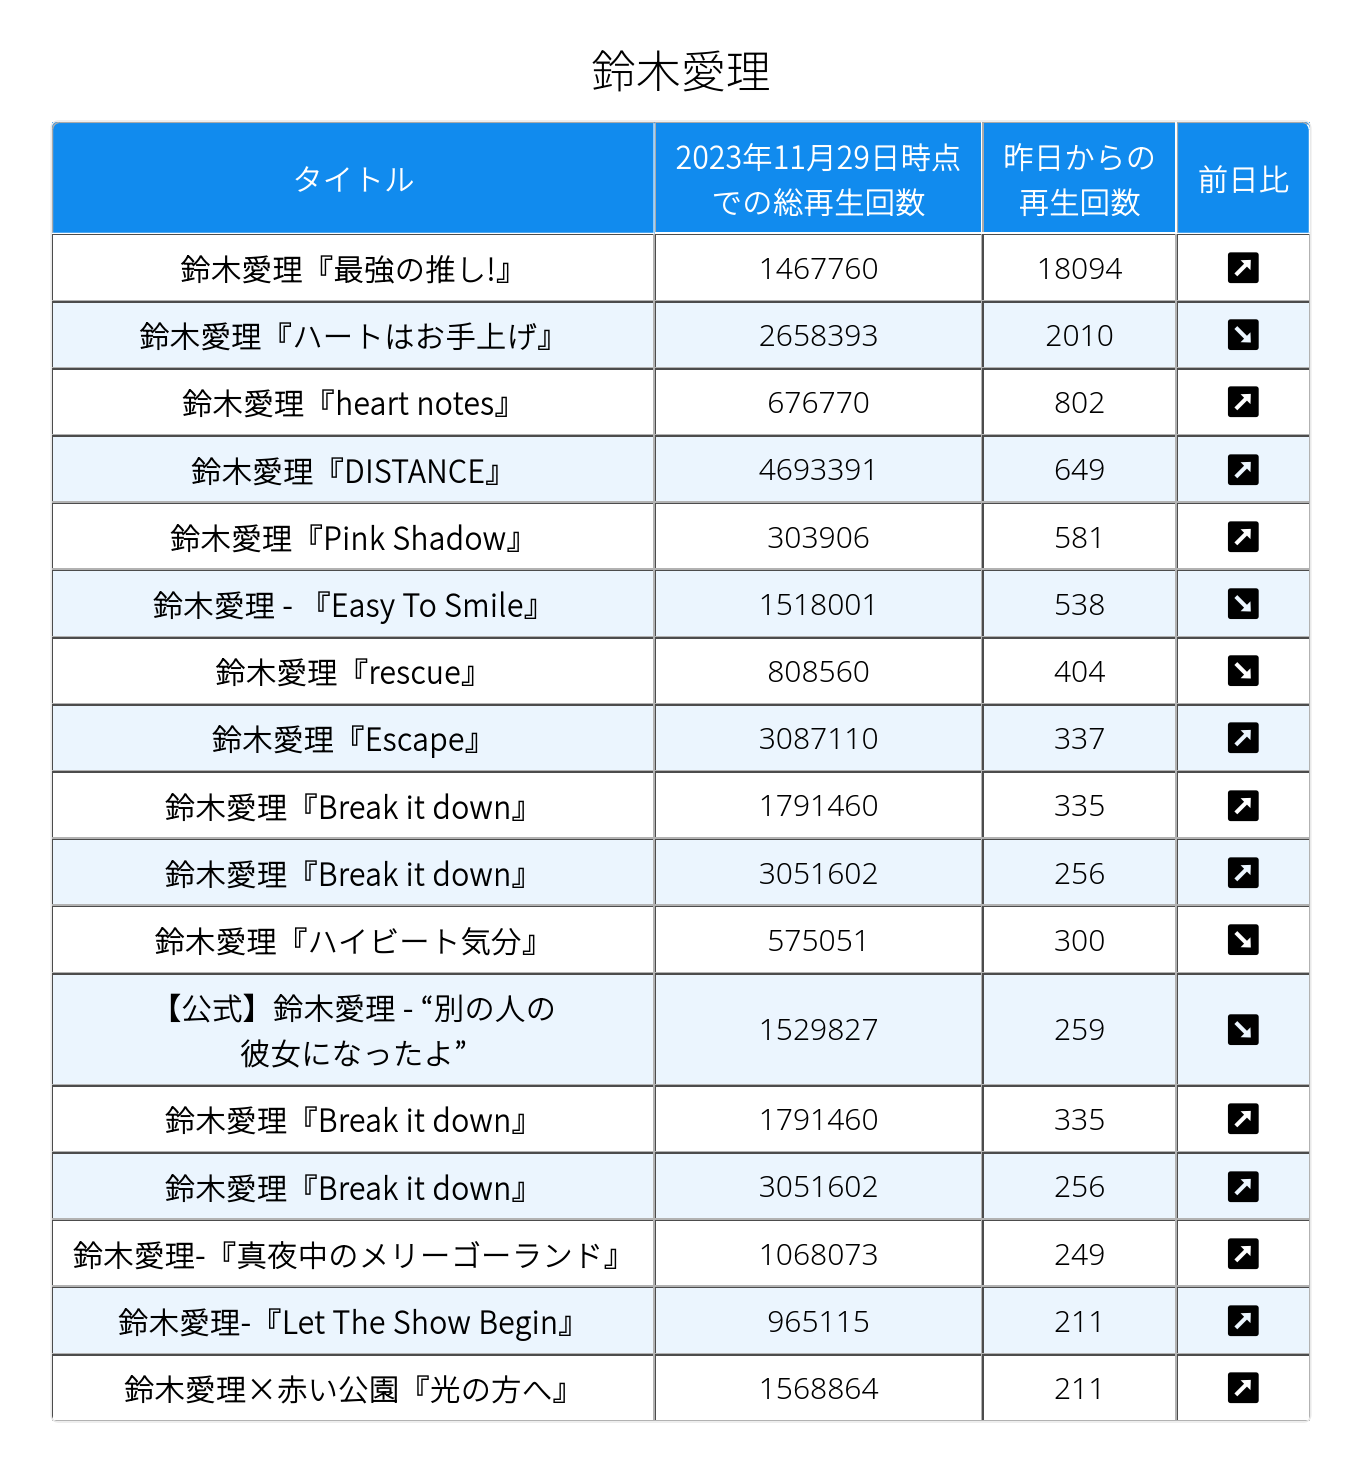 鈴木愛理
タイトル 2023年11月29日時点での総再生回数 昨日からの再生回数 前日比
鈴木愛理『最強の推し!』 1467760 18094
鈴木愛理『ハートはお手上げ』 2658393 2010
鈴木愛理『heart notes』 676770 802
鈴木愛理『DISTANCE』 4693391 649
鈴木愛理『Pink Shadow』 303906 581
鈴木愛理 - 『Easy To Smile』 1518001 538
鈴木愛理『rescue』 808560 404
鈴木愛理『Escape』 3087110 337
鈴木愛理『Break it down』 1791460 335
鈴木愛理『Break it down』 3051602 256
鈴木愛理『ハイビート気分』 575051 300
【公式】鈴木愛理 - “別の人の
彼女になったよ” 1529827 259
鈴木愛理『Break it down』 1791460 335
鈴木愛理『Break it down』 3051602 256
鈴木愛理-『真夜中のメリーゴーランド』 1068073 249
鈴木愛理-『Let The Show Begin』 965115 211
鈴木愛理×赤い公園『光の方へ』 1568864 211